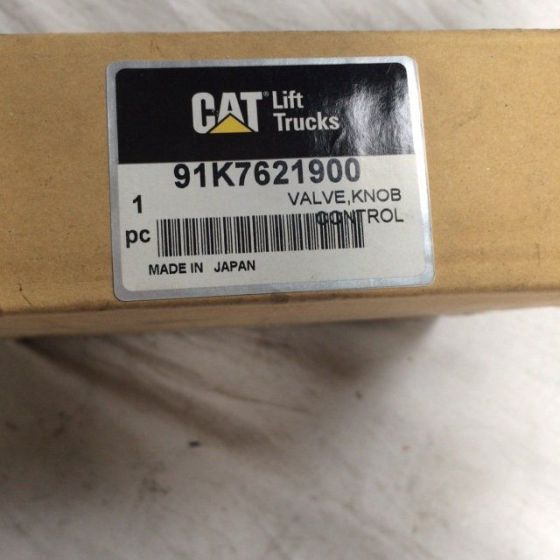 CAT® Lift
Trucks
91K7621900
1 VALVE,KNOB
pc CONTROL
MADE IN JAPAN